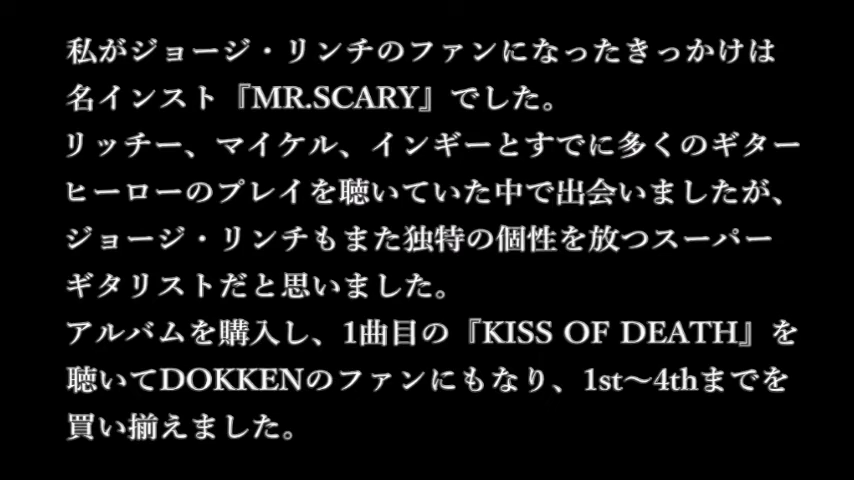 私がジョージ・リンチのファンになったきっかけは
名インスト『MR.SCARY』でした。
リッチー、マイケル、インギーとすでに多くのギター
ヒーローのプレイを聴いていた中で出会いましたが、
ジョージ・リンチもまた独特の個性を放つスーパー
ギタリストだと思いました。
アルバムを購入し、1曲目の『KISS OF DEATH』を
聴いてDOKKENのファンにもなり、1st～4thまでを
買い揃えました。